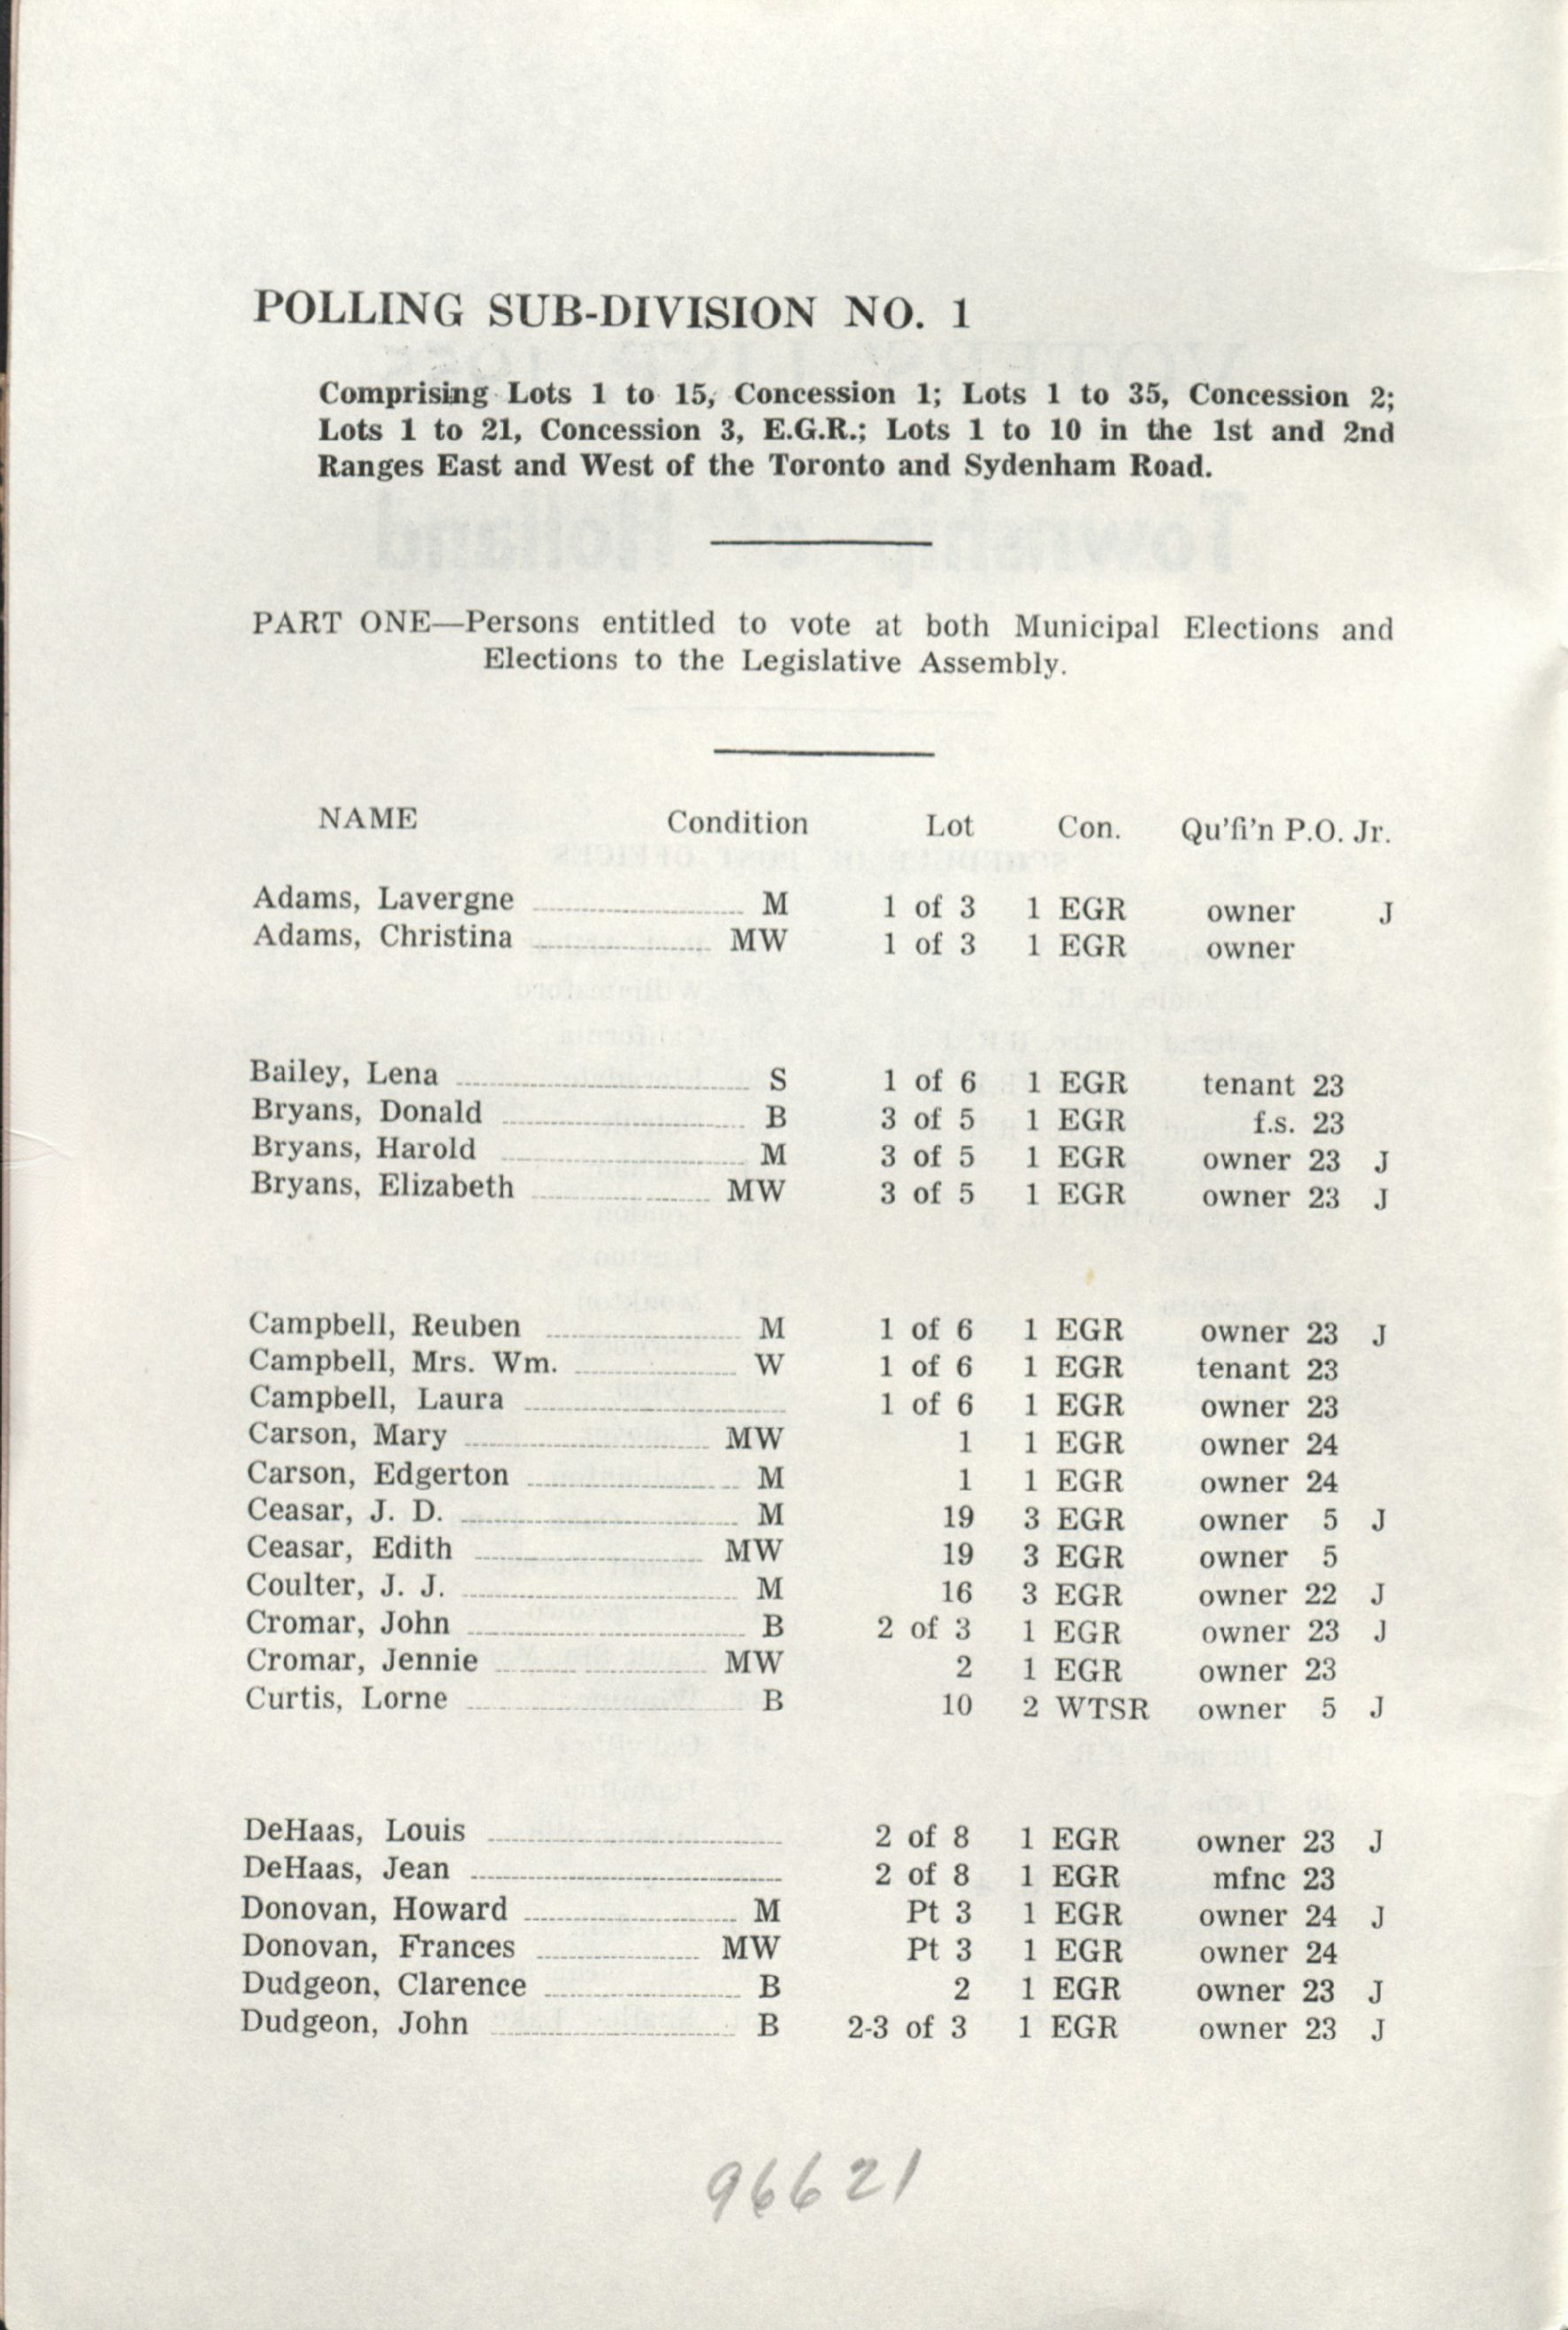 POLLING SUB-DIVISION NO. 1
Comprising Lots 1 to 15, Concession 1; Lots 1 to 35, Concession 2;
Lots 1 to 21, Concession 3, E.G.R.; Lots 1 to 10 in the 1st and 2nd
Ranges East and West of the Toronto and Sydenham Road.
PART ONE—Persons entitled to vote at both Municipal Elections and
Elections to the Legislative Assembly.
NAME Condition Lot Con. Qu'fi'n P.O. Jr.
Adams, Lavergne M 1 of 3 1 EGR owner J
Adams, Christina MW 1 of 3 1 EGR owner
Bailey, Lena S 1 of 6 1 EGR tenant 23
Bryans, Donald B 3 of 5 1 EGR f.s. 23
Bryans, Harold M 3 of 5 1 EGR owner 23 J
Bryans, Elizabeth MW 3 of 5 1 EGR owner 23 J
Campbell, Reuben M 1 of 6 1 EGR owner 23 J
Campbell, Mrs. Wm. W 1 of 6 1 EGR tenant 23
Campbell, Laura 1 of 6 1 EGR owner 23
Carson, Mary MW 1 1 EGR owner 24
Carson, Edgerton M 1 1 EGR owner 24
Ceasar, J. D. M 19 3 EGR owner 5 J
Ceasar, Edith MW 19 3 EGR owner 5
Coulter, J. J. M 16 3 EGR owner 22 J
Cromar, John B 2 of 3 1 EGR owner 23 J
Cromar, Jennie MW 2 1 EGR owner 23
Curtis, Lorne B 10 2 WTSR owner 5 J
DeHaas, Louis 2 of 8 1 EGR owner 23 J
DeHaas, Jean 2 of 8 1 EGR mfnc 23
Donovan, Howard M Pt 3 1 EGR owner 24 J
Donovan, Frances MW Pt 3 1 EGR owner 24
Dudgeon, Clarence B 2 1 EGR owner 23 J
Dudgeon, John B 2-3 of 3 1 EGR owner 23 J
96621